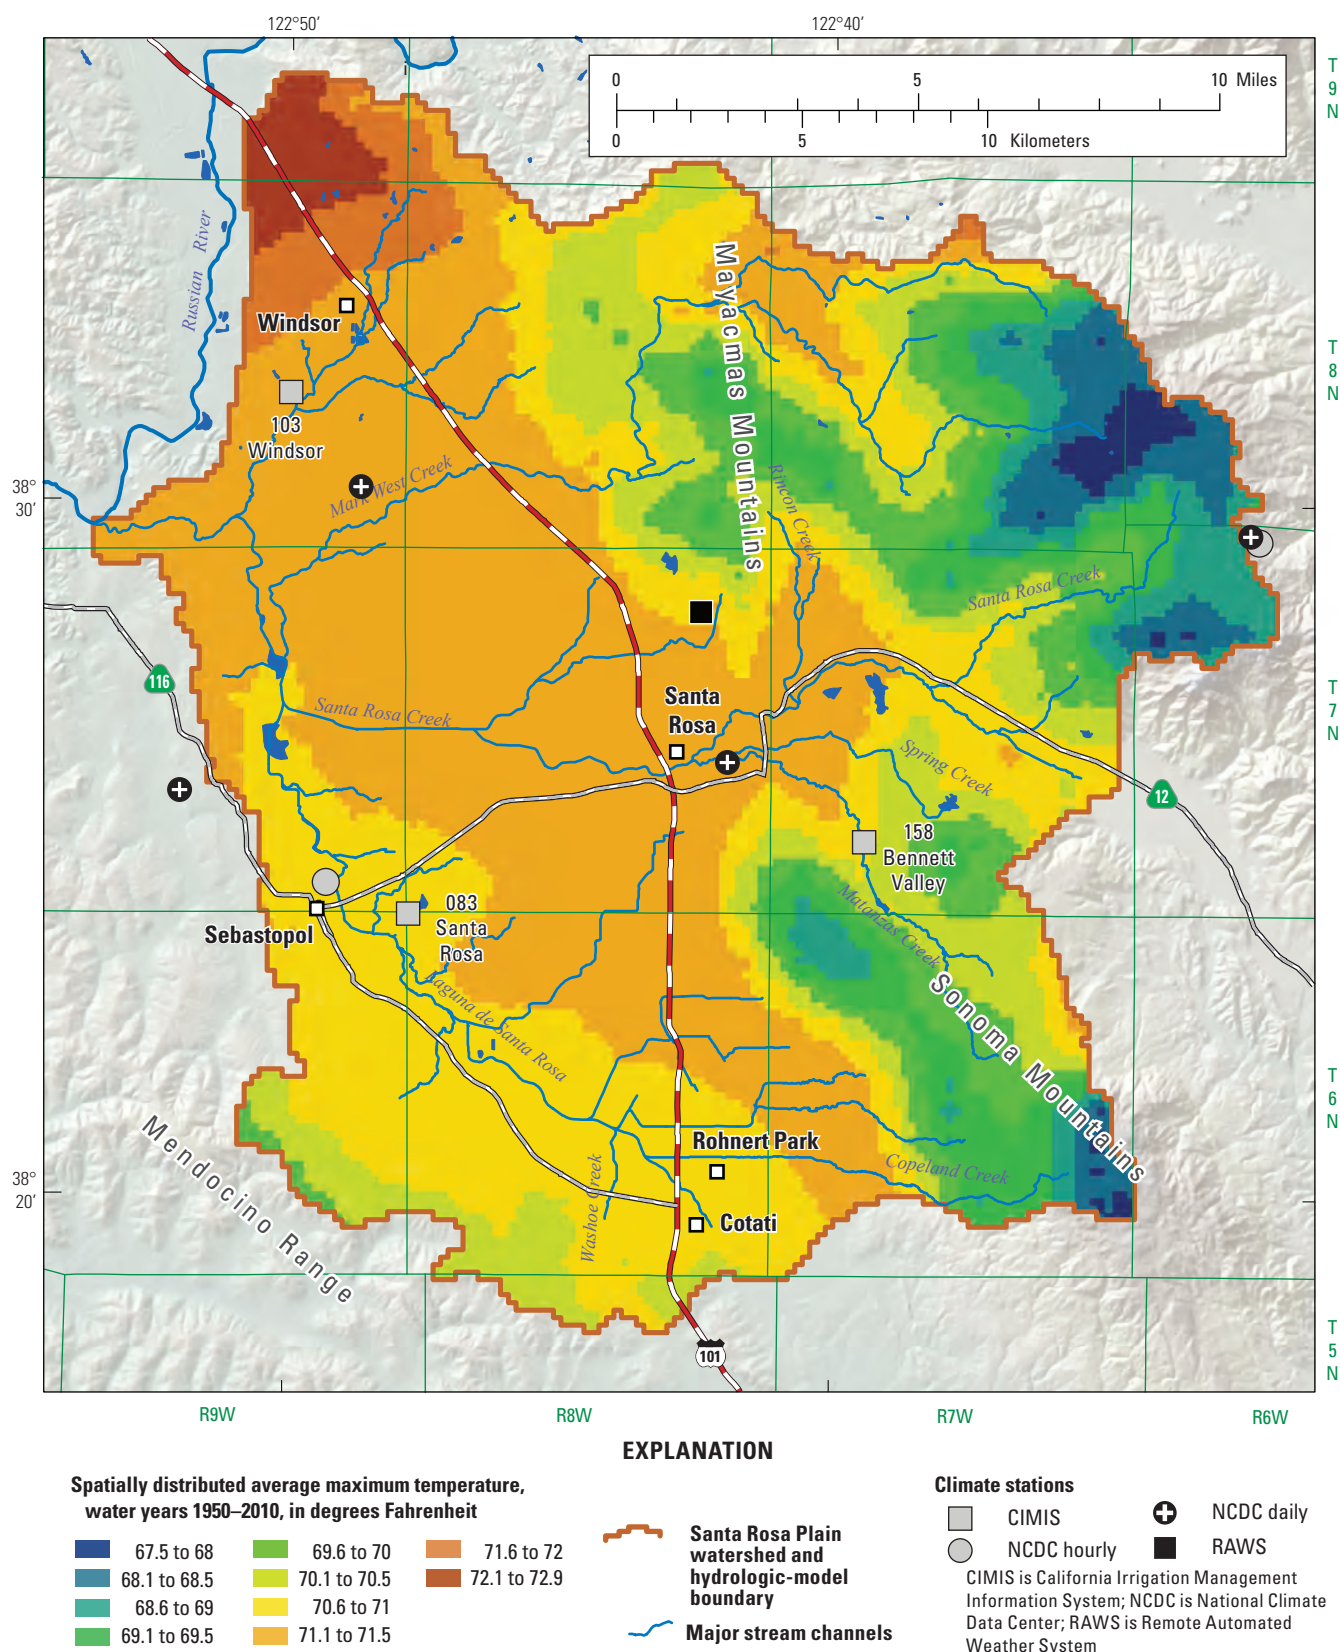 122°50'
122°40'
0 5 10 Miles
0 5 10 Kilometers
T
9
N
Russian River
Mayacmas Mountains
Windsor
T
8
N
103
Windsor
Mark West Creek
Rincon Creek
38°
30'
Santa Rosa Creek
116
Santa
Rosa
Santa Rosa Creek
T
7
N
Spring Creek
12
158
Bennett
Valley
083
Santa
Rosa
Sebastopol
Matanzas Creek
Laguna de Santa Rosa
Sonoma Mountains
T
6
N
Mendocino Range
Rohnert Park
Copeland Creek
38°
20'
Washoe Creek
Cotati
101
T
5
N
R9W R8W R7W R6W
EXPLANATION
Spatially distributed average maximum temperature,
water years 1950–2010, in degrees Fahrenheit
67.5 to 68
68.1 to 68.5
68.6 to 69
69.1 to 69.5
69.6 to 70
70.1 to 70.5
70.6 to 71
71.1 to 71.5
71.6 to 72
72.1 to 72.9
Santa Rosa Plain
watershed and
hydrologic-model
boundary
Major stream channels
Climate stations
CIMIS
NCDC hourly
NCDC daily
RAWS
CIMIS is California Irrigation Management
Information System; NCDC is National Climate
Data Center; RAWS is Remote Automated
Weather System